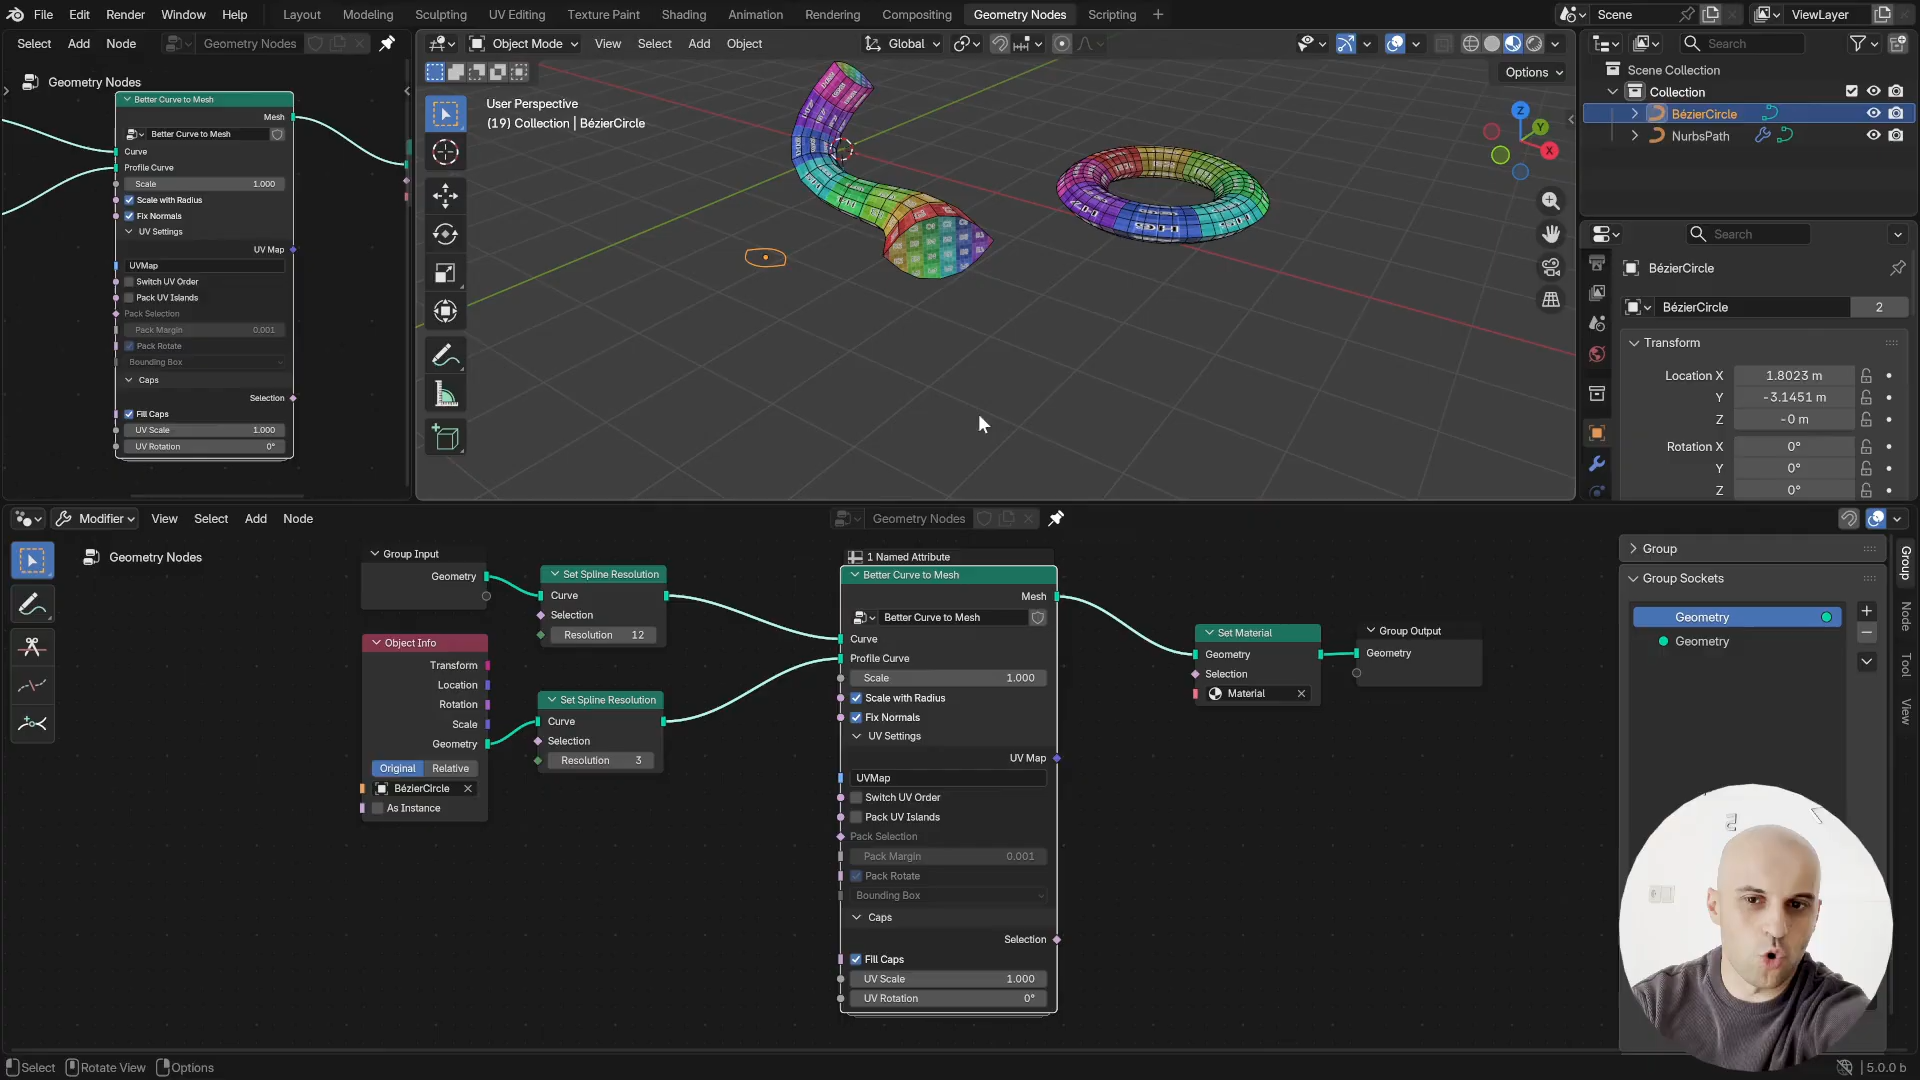 File Edit Render Window Help Layout Modeling Sculpting UV Editing Texture Paint Shading Animation Rendering Compositing Geometry Nodes Scripting + Scene ViewLayer
Select Add Node Geometry Nodes
Object Mode View Select Add Object Global
Search
Options
Geometry Nodes
Better Curve to Mesh
Mesh
Better Curve to Mesh
Curve
Profile Curve
Scale 1.000
Scale with Radius
Fix Normals
UV Settings
UV Map
UVMap
Switch UV Order
Pack UV Islands
Pack Selection
Pack Margin 0.001
Pack Rotate
Bounding Box
Caps
Selection
Fill Caps
UV Scale 1.000
UV Rotation 0°
User Perspective
(19) Collection | BézierCircle
Z
Y
X
Scene Collection
Collection
BézierCircle
NurbsPath
Search
BézierCircle
BézierCircle 2
Transform
Location X 1.8023 m
Y -3.1451 m
Z -0 m
Rotation X 0°
Y 0°
Z 0°
Modifier View Select Add Node Geometry Nodes
Geometry Nodes
Group Input
Geometry
Object Info
Transform
Location
Rotation
Scale
Geometry
Original Relative
BézierCircle
As Instance
Set Spline Resolution
Curve
Selection
Resolution 12
Set Spline Resolution
Curve
Selection
Resolution 3
1 Named Attribute
Better Curve to Mesh
Mesh
Better Curve to Mesh
Curve
Profile Curve
Scale 1.000
Scale with Radius
Fix Normals
UV Settings
UV Map
UVMap
Switch UV Order
Pack UV Islands
Pack Selection
Pack Margin 0.001
Pack Rotate
Bounding Box
Caps
Selection
Fill Caps
UV Scale 1.000
UV Rotation 0°
Set Material
Geometry
Selection
Material
Group Output
Geometry
Group
Group Sockets
Geometry
Geometry
Group
Node
Tool
View
Select Rotate View Options
5.0.0 b